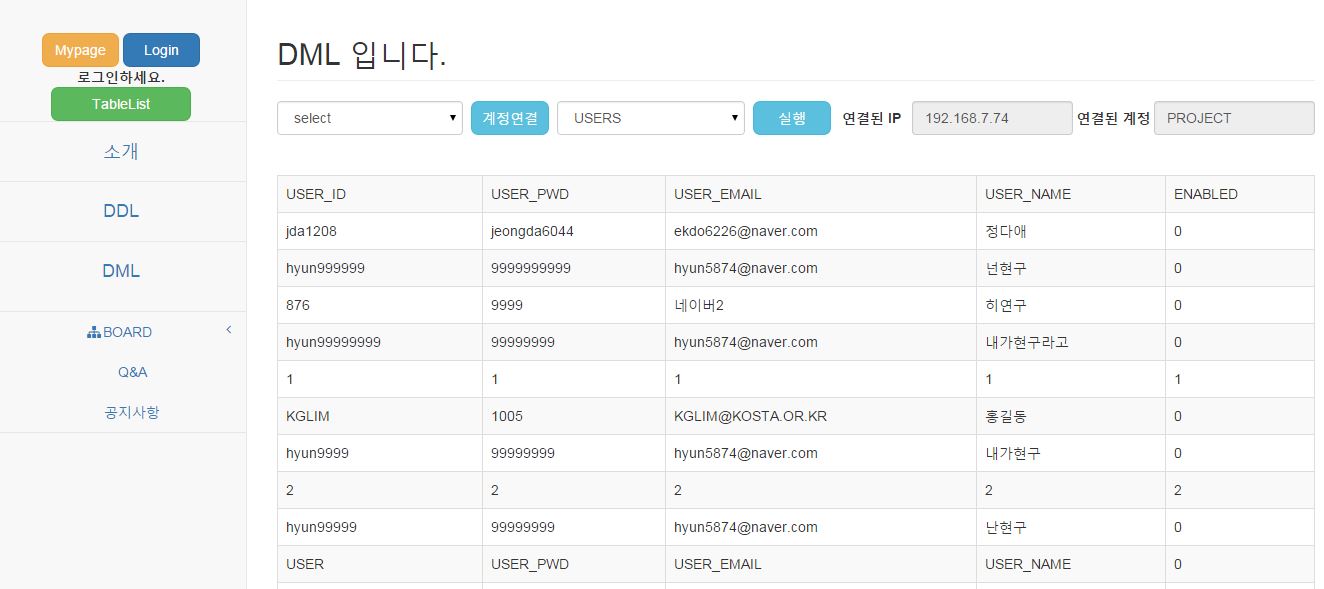 Mypage Login
로그인하세요.
TableList
소개
DDL
DML
BOARD
Q&A
공지사항
DML 입니다.
select 계정연결 USERS 실행 연결된 IP 192.168.7.74 연결된 계정 PROJECT
USER_ID USER_PWD USER_EMAIL USER_NAME ENABLED
jda1208 jeongda6044 ekdo6226@naver.com 정다애 0
hyun999999 9999999999 hyun5874@naver.com 넌현구 0
876 9999 네이버2 히연구 0
hyun99999999 99999999 hyun5874@naver.com 내가현구라고 0
1 1 1 1 1
KGLIM 1005 KGLIM@KOSTA.OR.KR 홍길동 0
hyun9999 99999999 hyun5874@naver.com 내가현구 0
2 2 2 2 2
hyun99999 99999999 hyun5874@naver.com 난현구 0
USER USER_PWD USER_EMAIL USER_NAME 0